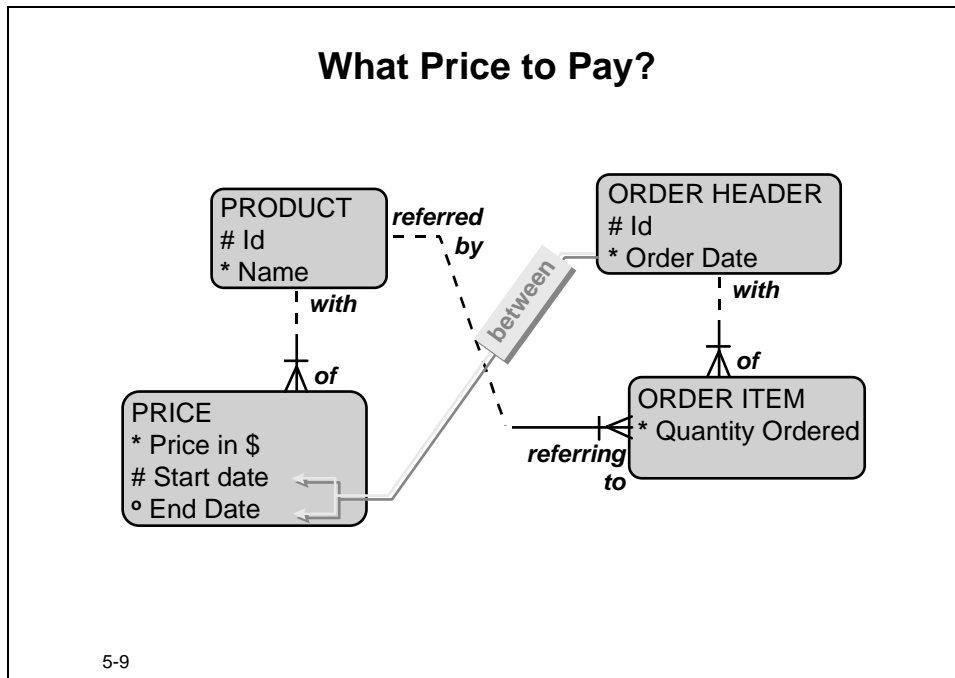 What Price to Pay?
PRODUCT
# Id
* Name
referred
by
ORDER HEADER
# Id
* Order Date
between
with
with
of
of
PRICE
* Price in $
# Start date
º End Date
ORDER ITEM
* Quantity Ordered
referring
to
5-9